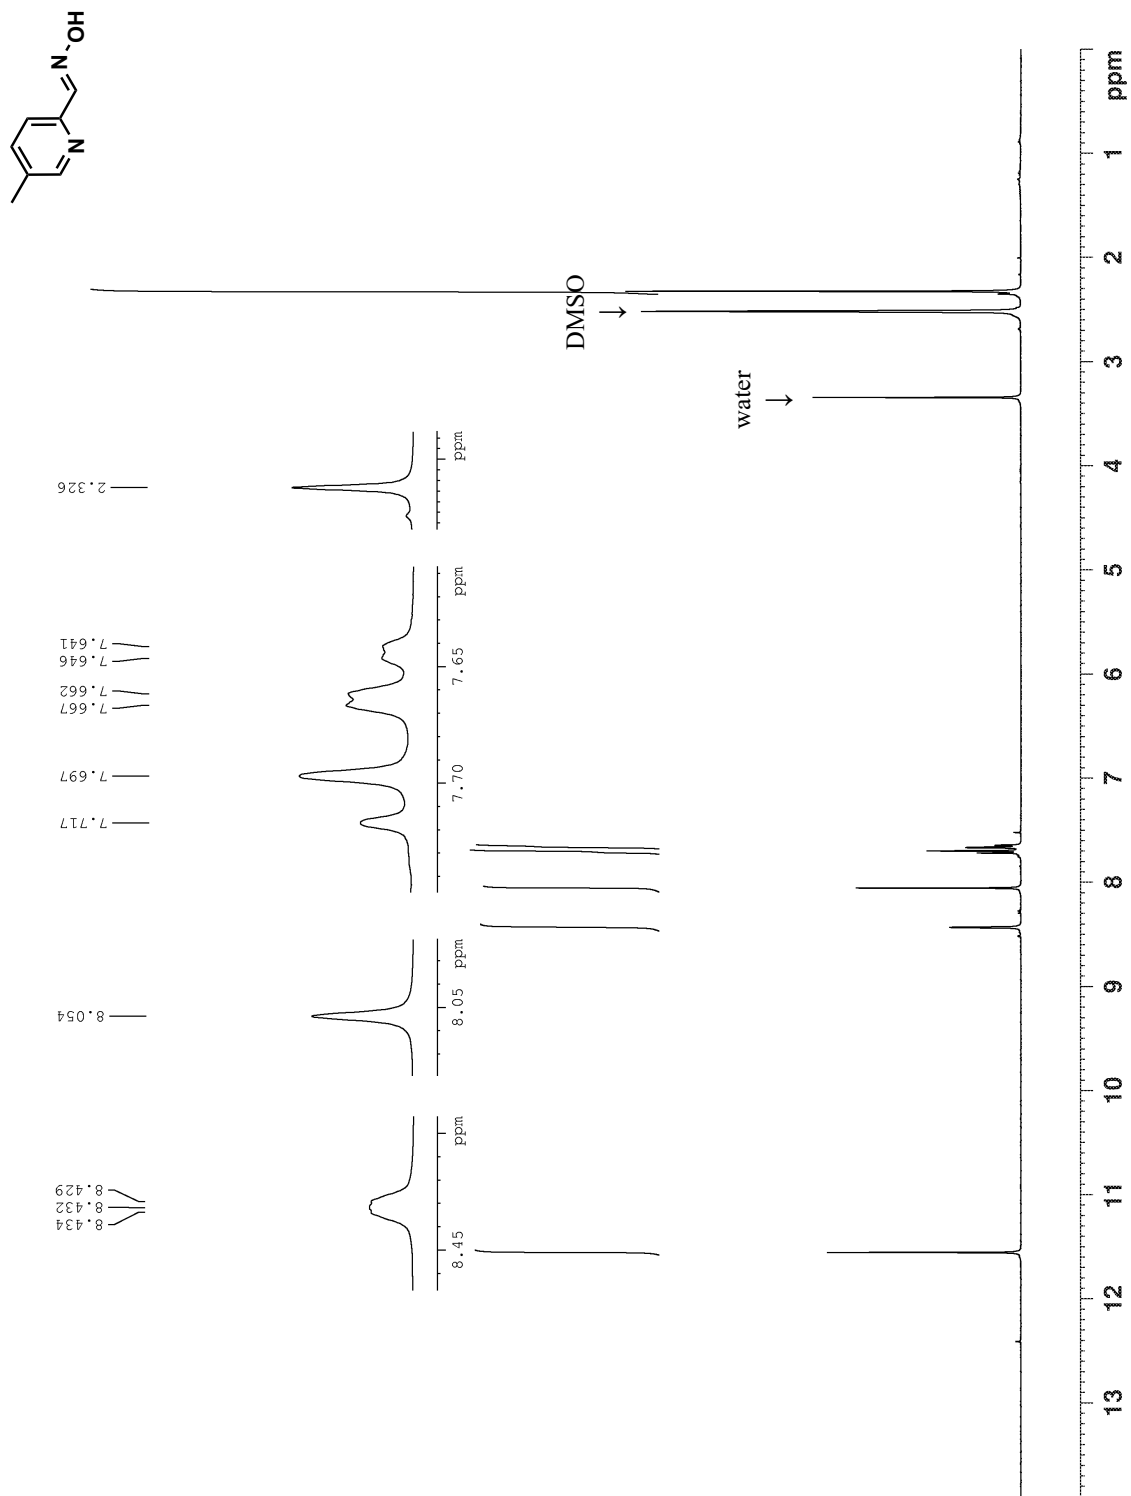 OH
N
N
8.434
8.432
8.429
8.054
7.717
7.697
7.667
7.662
7.646
7.641
2.326
8.45 ppm
8.05 ppm
7.70 7.65 ppm
ppm
water
↓
DMSO
↓
13 12 11 10 9 8 7 6 5 4 3 2 1 ppm